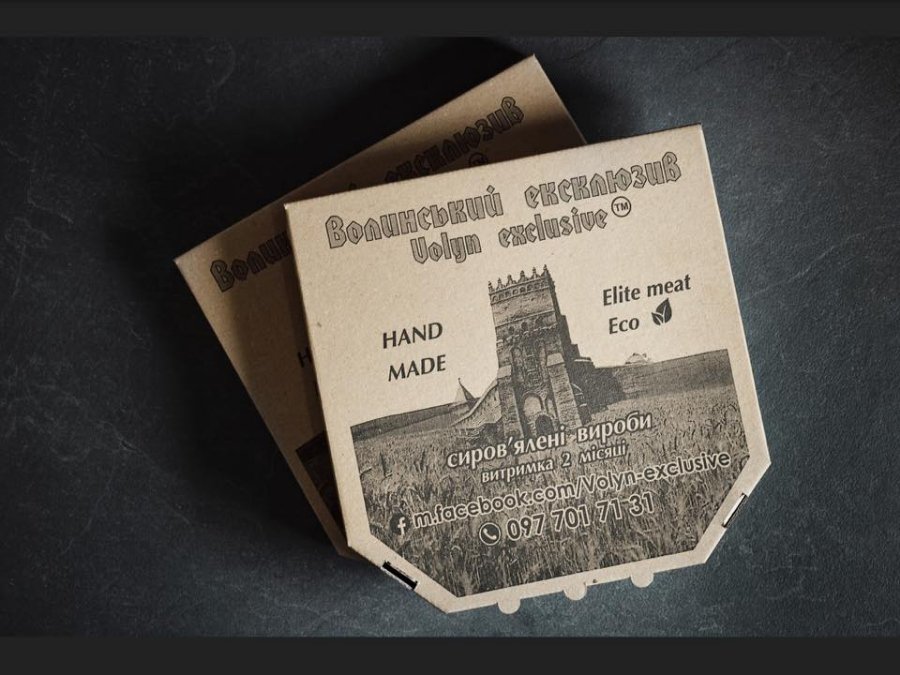 Волинський ексклюзив
Volyn exclusive™
HAND
MADE
Elite meat
Eco
сиров'ялені вироби
витримка 2 місяці
m.facebook.com/Volyn-exclusive
097 701 71 31
ексклюзив